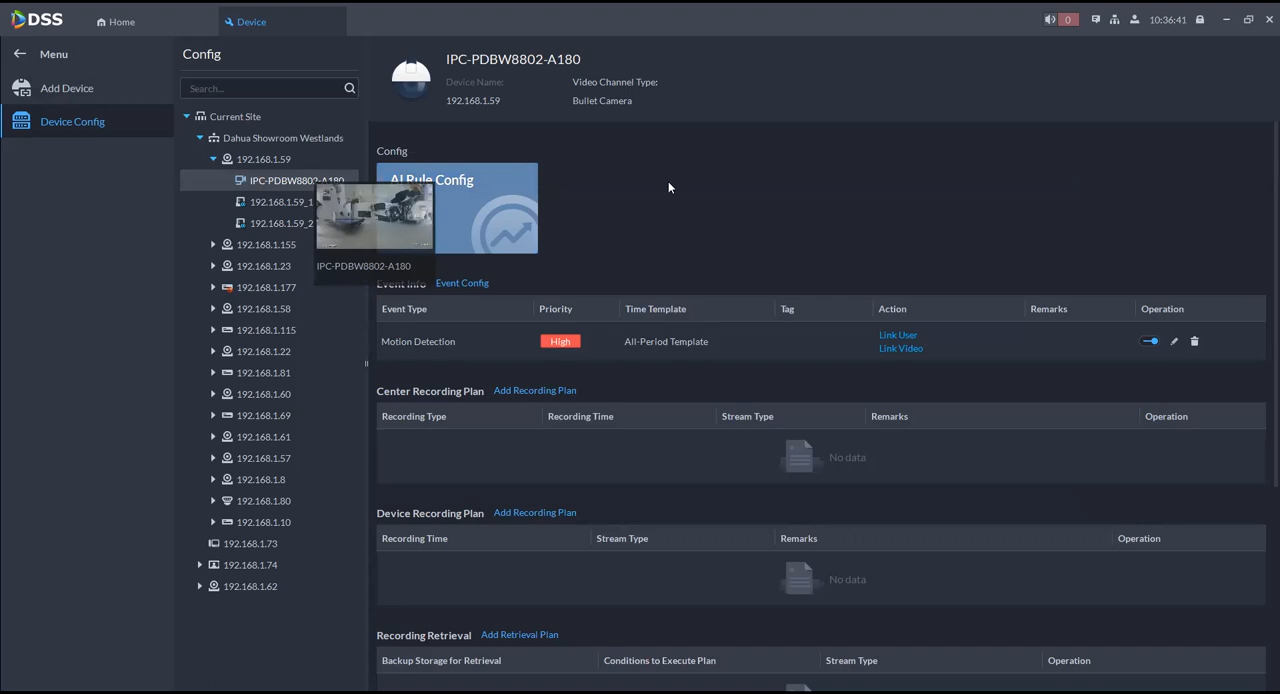 DSS
Home
Device
0
10:36:41
Menu
Add Device
Device Config
Config
Search...
Current Site
Dahua Showroom Westlands
192.168.1.59
IPC-PDBW8802-A180
192.168.1.59_1
192.168.1.59_2
192.168.1.155
192.168.1.23
192.168.1.177
192.168.1.58
192.168.1.115
192.168.1.22
192.168.1.81
192.168.1.60
192.168.1.69
192.168.1.61
192.168.1.57
192.168.1.8
192.168.1.80
192.168.1.10
192.168.1.73
192.168.1.74
192.168.1.62
IPC-PDBW8802-A180
IPC-PDBW8802-A180
Device Name: Video Channel Type:
192.168.1.59 Bullet Camera
Config
AI Rule Config
Event Info Event Config
Event Type Priority Time Template Tag Action Remarks Operation
Motion Detection High All-Period Template Link User
Link Video
Center Recording Plan Add Recording Plan
Recording Type Recording Time Stream Type Remarks Operation
No data
Device Recording Plan Add Recording Plan
Recording Time Stream Type Remarks Operation
No data
Recording Retrieval Add Retrieval Plan
Backup Storage for Retrieval Conditions to Execute Plan Stream Type Operation